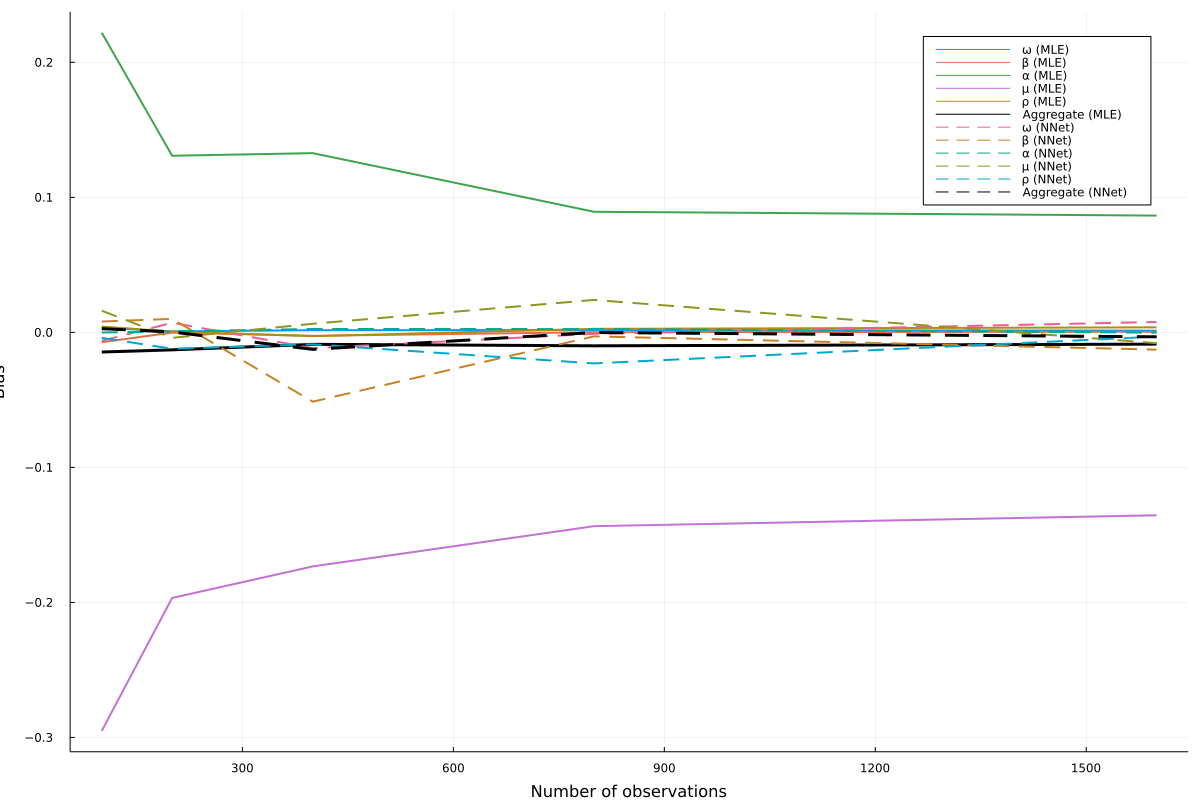 0.2
0.1
0.0
−0.1
−0.2
−0.3
300
600
900
1200
1500
Number of observations
ω (MLE)
β (MLE)
α (MLE)
μ (MLE)
ρ (MLE)
Aggregate (MLE)
ω (NNet)
β (NNet)
α (NNet)
μ (NNet)
ρ (NNet)
Aggregate (NNet)